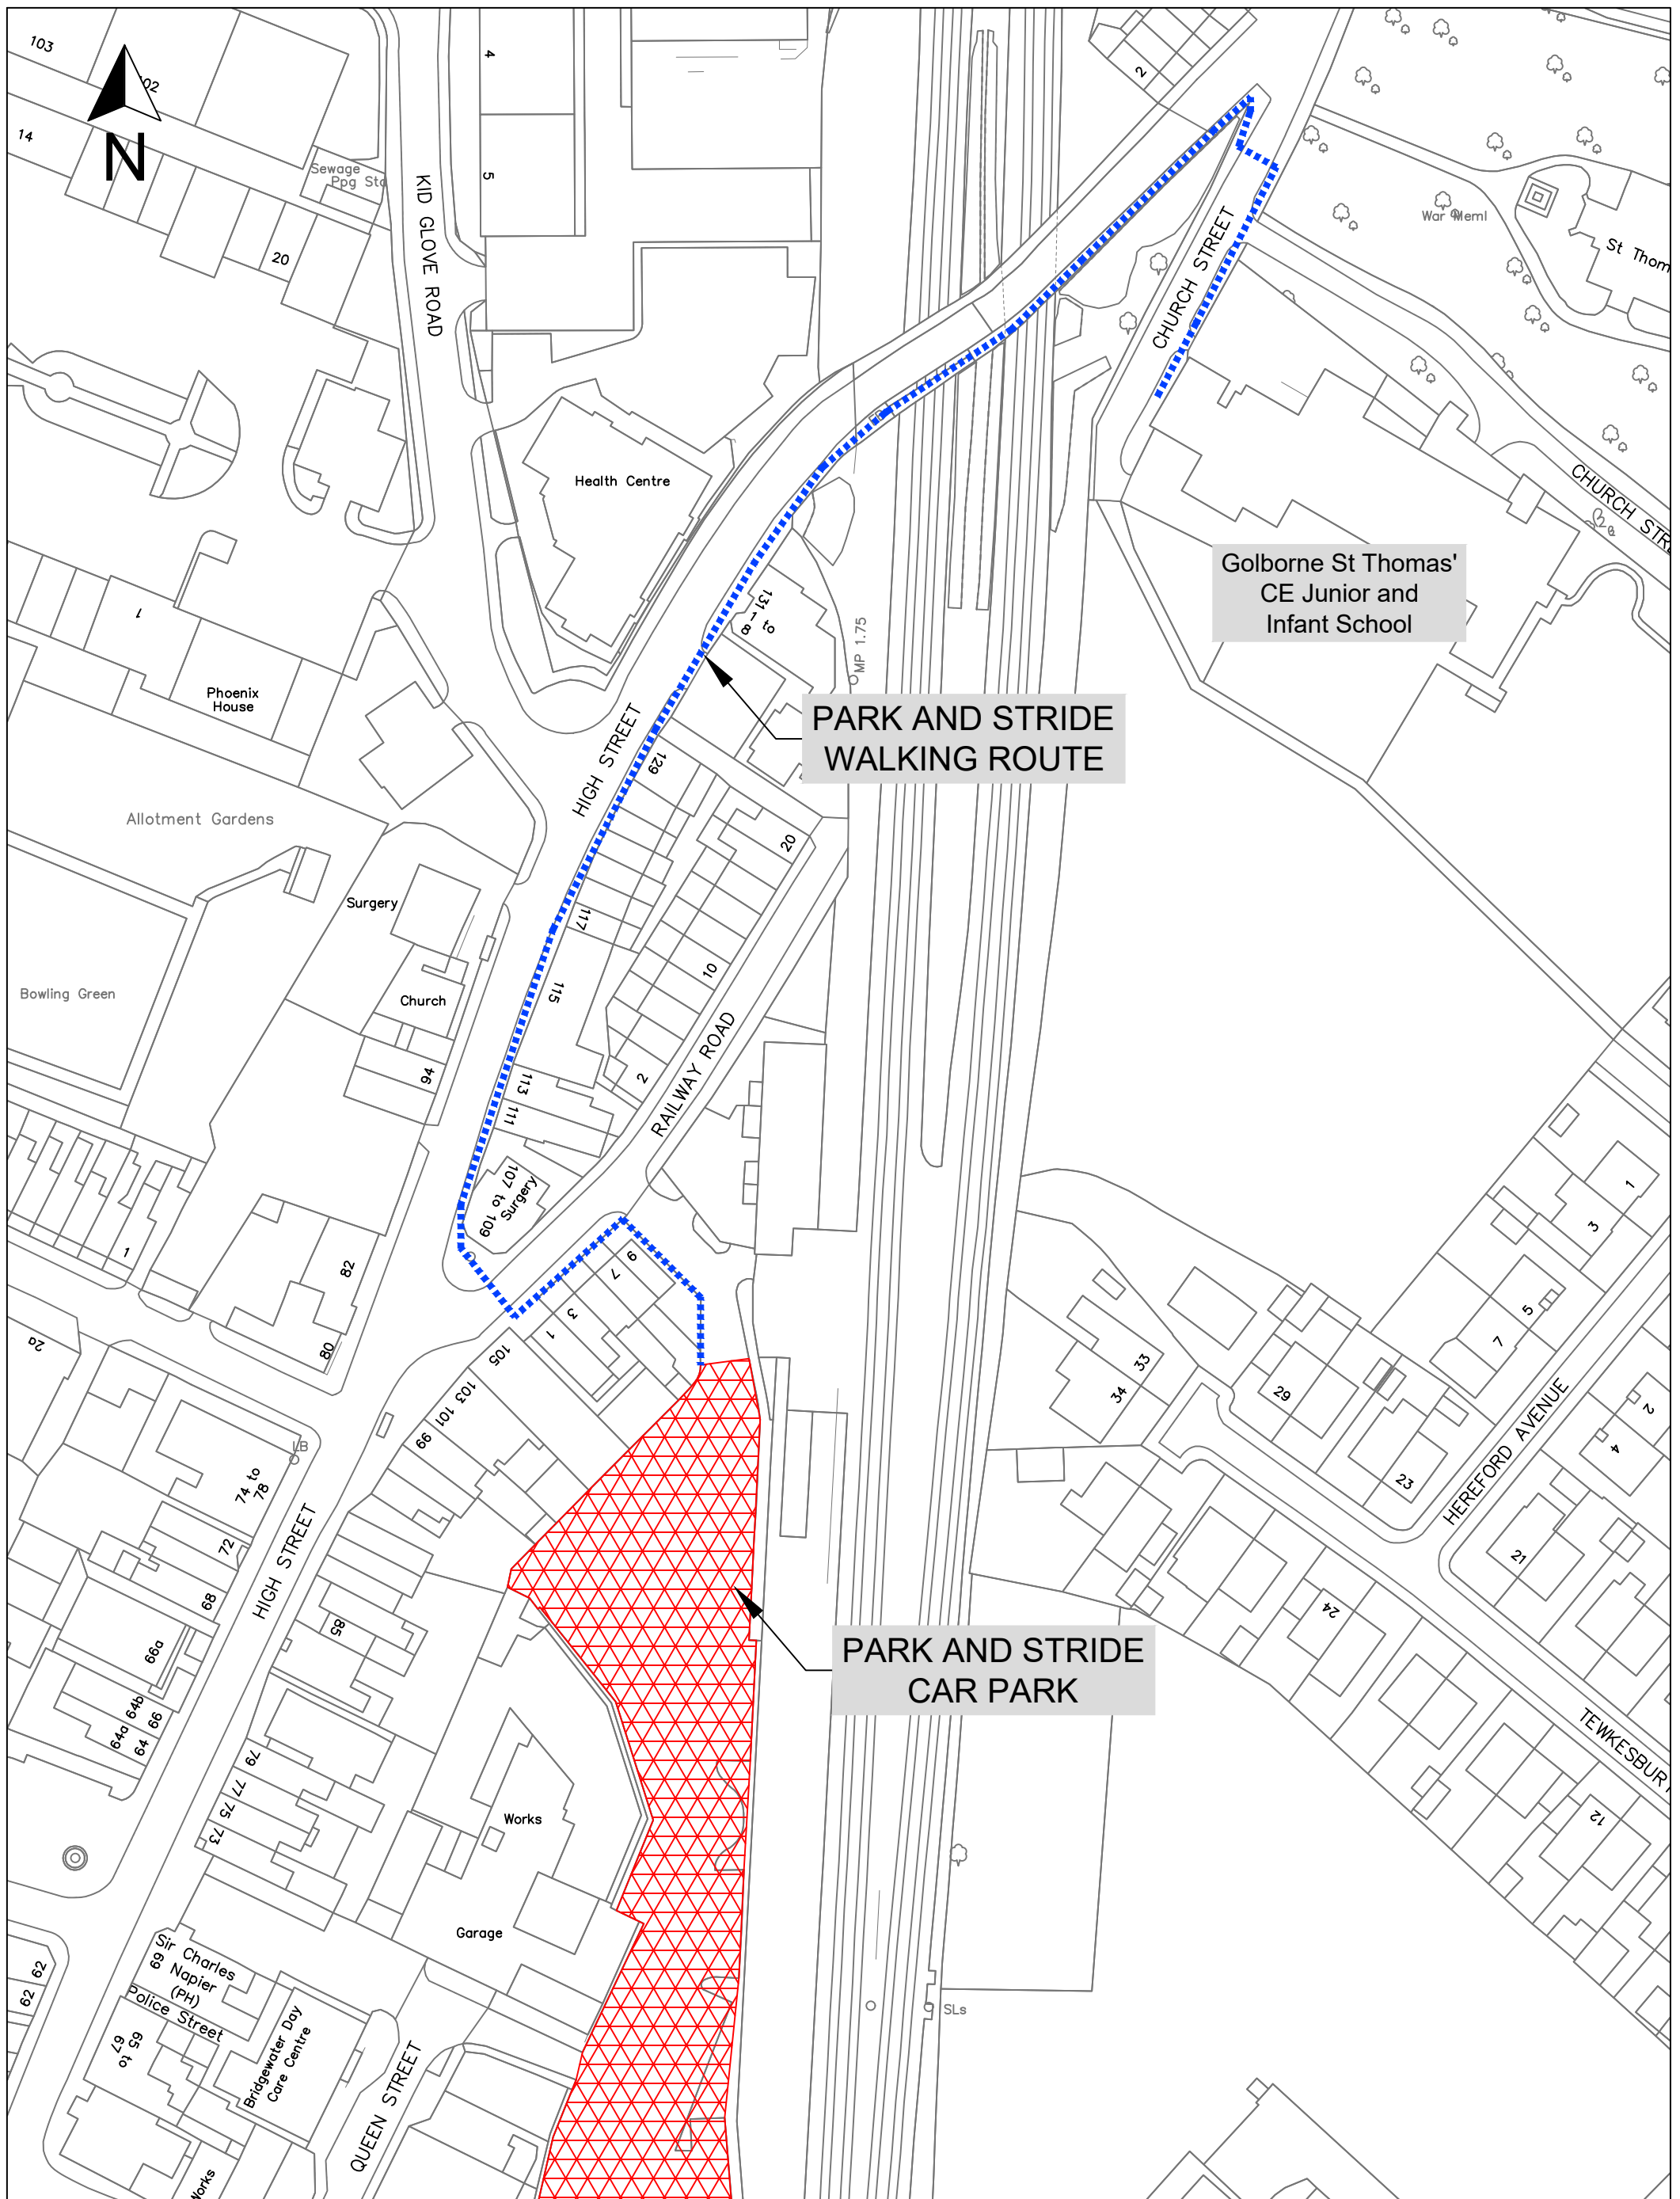 103
102
14
N
Sewage
Ppg Sta
20
KID GLOVE ROAD
4
5
2
CHURCH STREET
War Meml
St Thom
CHURCH STRE
Health Centre
Golborne St Thomas'
CE Junior and
Infant School
1
131
1 to
8
MP 1.75
Phoenix
House
PARK AND STRIDE
WALKING ROUTE
HIGH STREET
129
Allotment Gardens
20
Surgery
117
10
Bowling Green
Church
115
94
113
111
2
RAILWAY ROAD
107 to 109
Surgery
1
82
80
2a
9
7
3
1
105
103
101
99
1
3
5
7
33
34
29
23
2
4
HEREFORD AVENUE
21
LB
74 to
78
72
68
HIGH STREET
85
24
69a
64b
66
64a
64
PARK AND STRIDE
CAR PARK
TEWKESBURY
79
77
75
73
Works
12
Garage
Sir Charles
Napier
(PH)
69
Police Street
62
62
65 to
67
Bridgewater Day
Care Centre
SLs
QUEEN STREET
Works